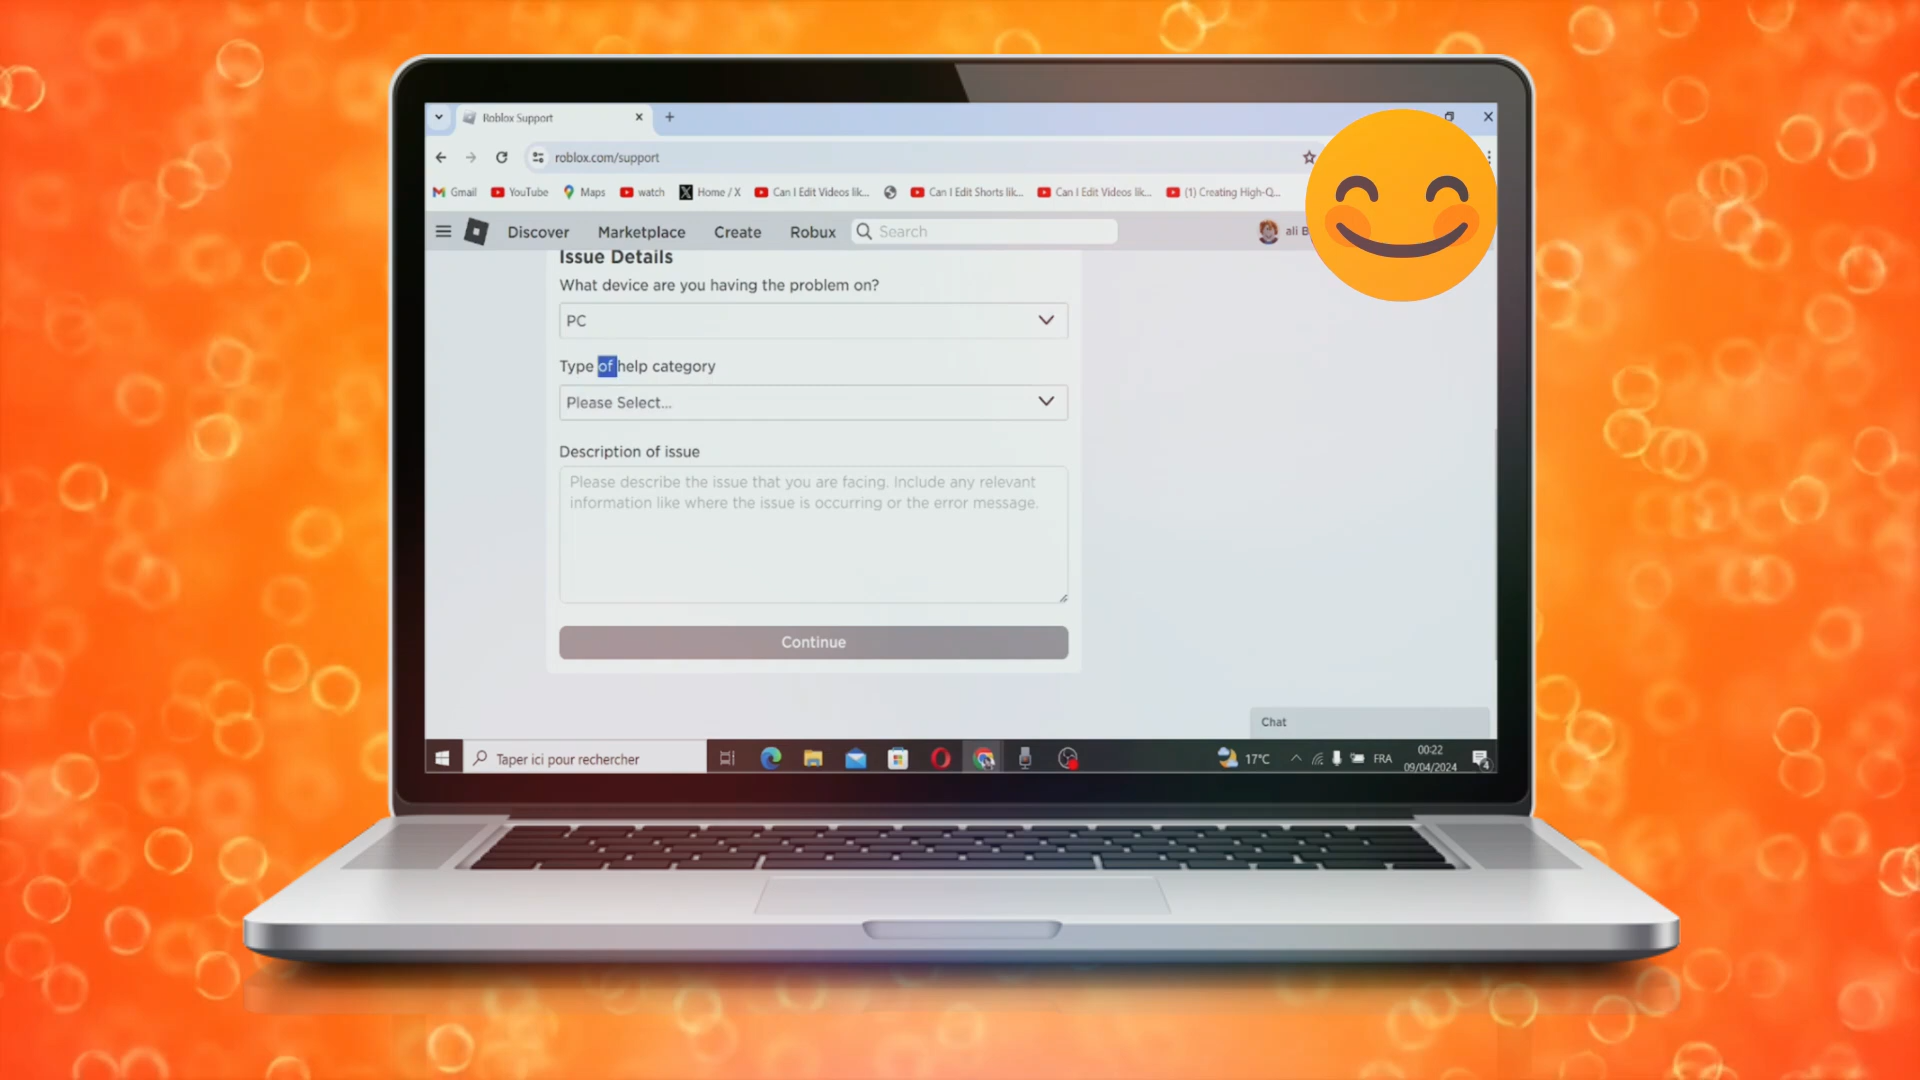 Roblox Support
roblox.com/support
Gmail YouTube Maps watch Home / X Can I Edit Videos lik... Can I Edit Shorts lik... Can I Edit Videos lik... (1) Creating High-Q...
Discover Marketplace Create Robux Search ali B
Issue Details
What device are you having the problem on?
PC
Type of help category
Please Select...
Description of issue
Please describe the issue that you are facing. Include any relevant
information like where the issue is occurring or the error message.
Continue
Chat
Taper ici pour rechercher 17°C FRA 00:22
09/04/2024 4